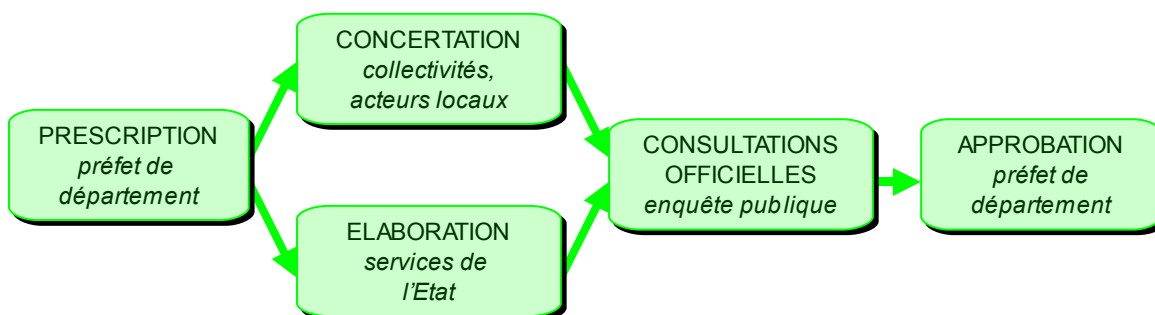 PRESCRIPTION
préfet de
département
CONCERTATION
collectivités,
acteurs locaux
ELABORATION
services de
l'Etat
CONSULTATIONS
OFFICIELLES
enquête publique
APPROBATION
préfet de
département